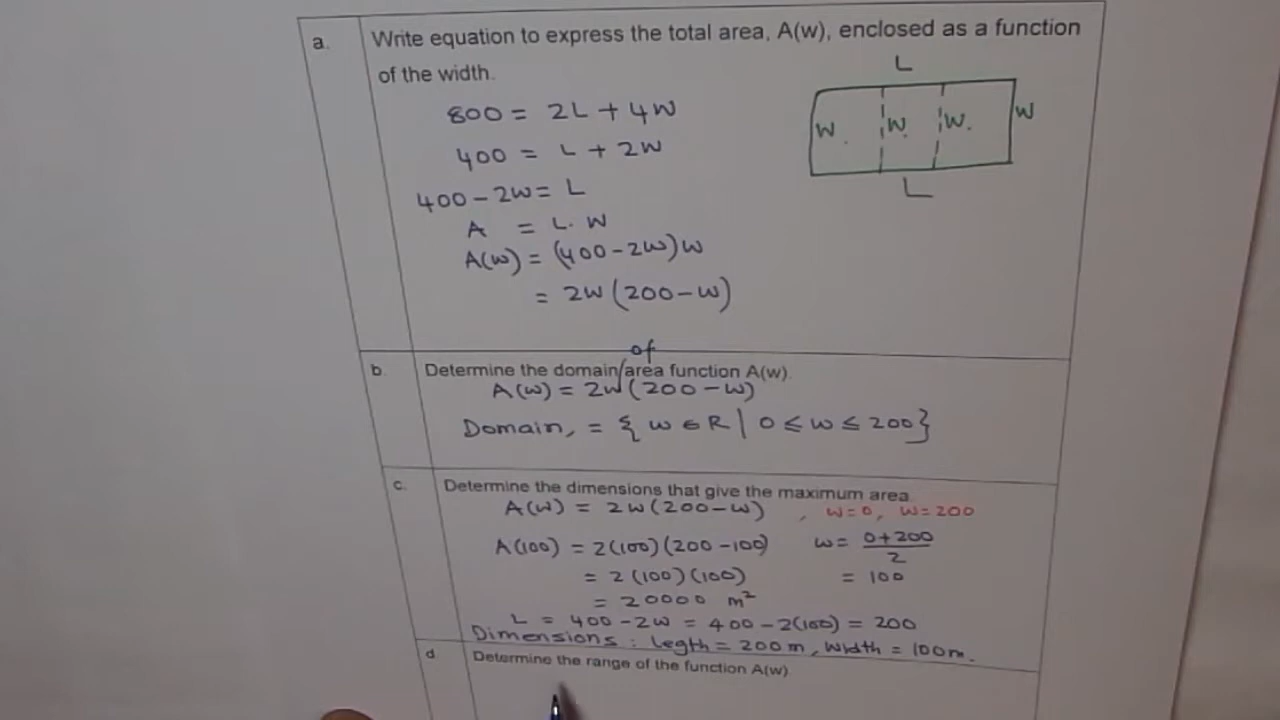 a. Write equation to express the total area, A(w), enclosed as a function
of the width.
L
800 = 2L + 4W
W. W. W. W
400 = L + 2W
400 - 2W = L
L
A = L. W
A(W) = (400 - 2W) W
= 2W (200 - W)
of
b. Determine the domain/area function A(w).
A(W) = 2W (200 - W)
Domain, = { W ∈ R | 0 ≤ W ≤ 200 }
c. Determine the dimensions that give the maximum area.
A(W) = 2W (200 - W) , W=0, W=200
A(100) = 2(100)(200 - 100) W = 0+200/2
= 2 (100)(100) = 100
= 20000 m²
L = 400 - 2W = 400 - 2(100) = 200
Dimensions : Legth = 200 m, Width = 100m.
d Determine the range of the function A(w).